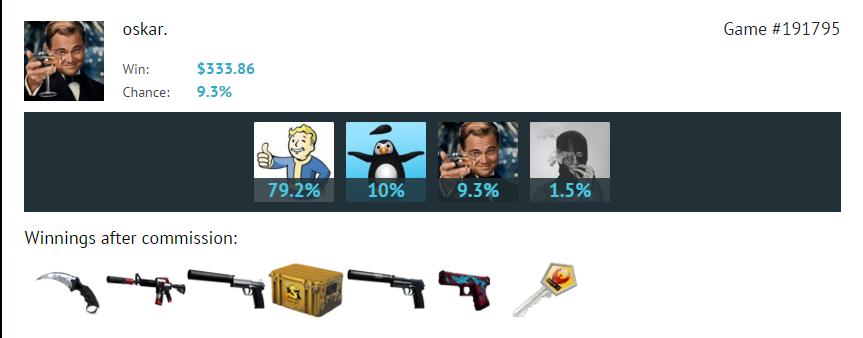 oskar.
Game #191795
Win: $333.86
Chance: 9.3%
79.2% 10% 9.3% 1.5%
Winnings after commission: